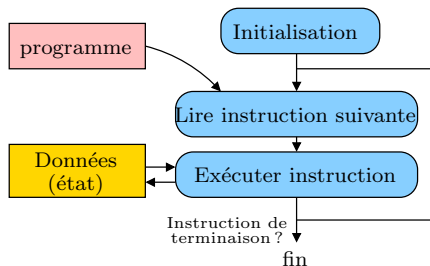 Initialisation
programme
Lire instruction suivante
Données
(état)
Exécuter instruction
Instruction de
terminaison ?
fin